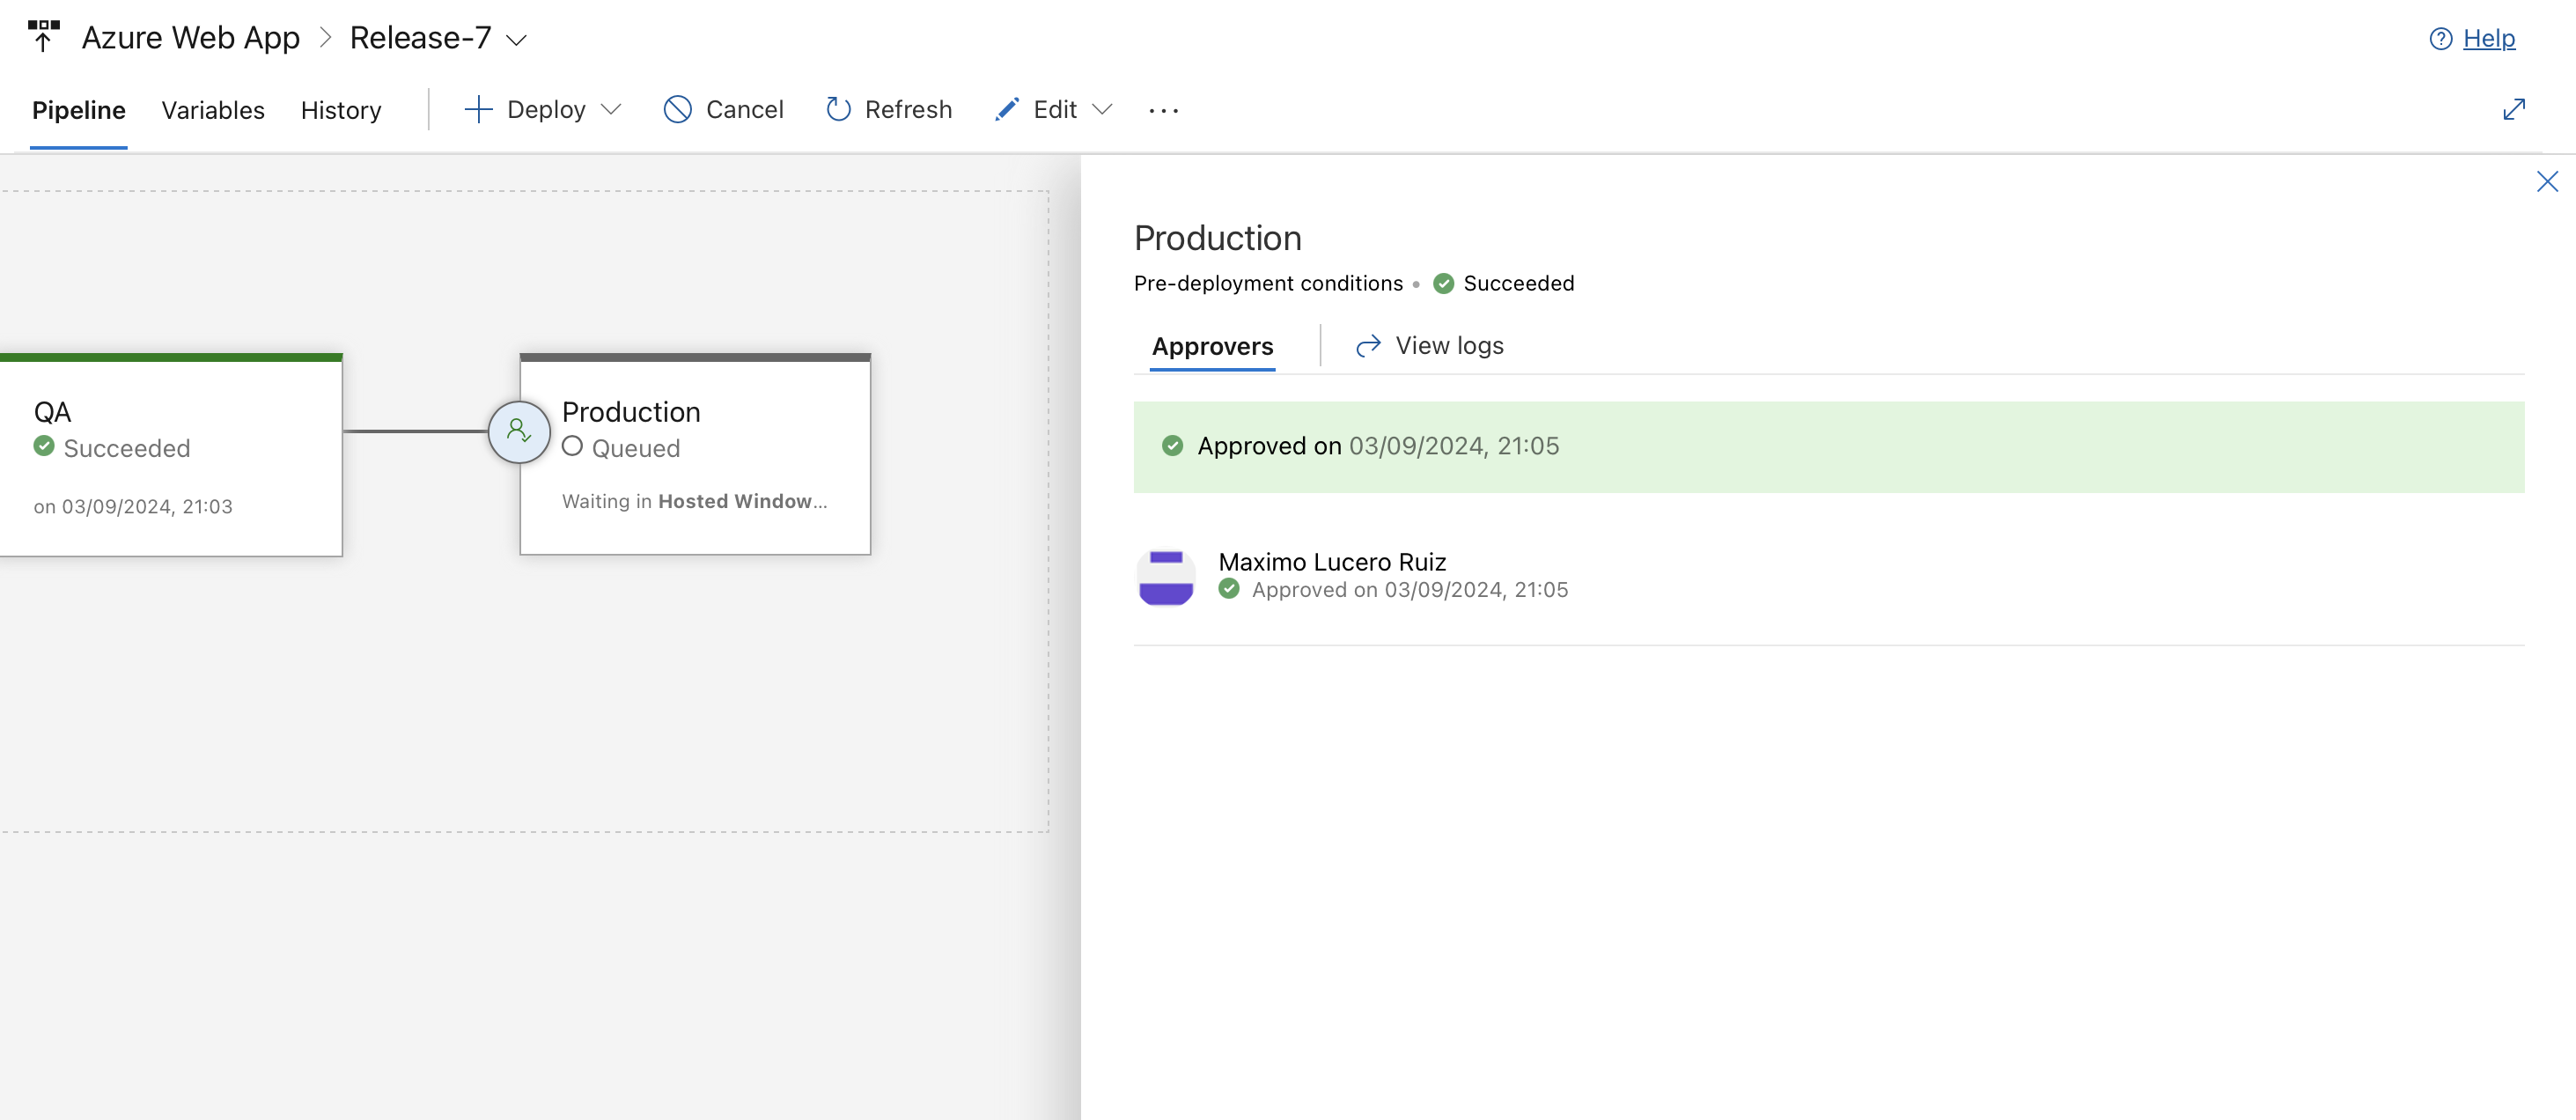 Azure Web App > Release-7
Help
Pipeline Variables History Deploy Cancel Refresh Edit ...
QA
Succeeded
on 03/09/2024, 21:03
Production
Queued
Waiting in Hosted Window...
Production
Pre-deployment conditions • Succeeded
Approvers View logs
Approved on 03/09/2024, 21:05
Maximo Lucero Ruiz
Approved on 03/09/2024, 21:05